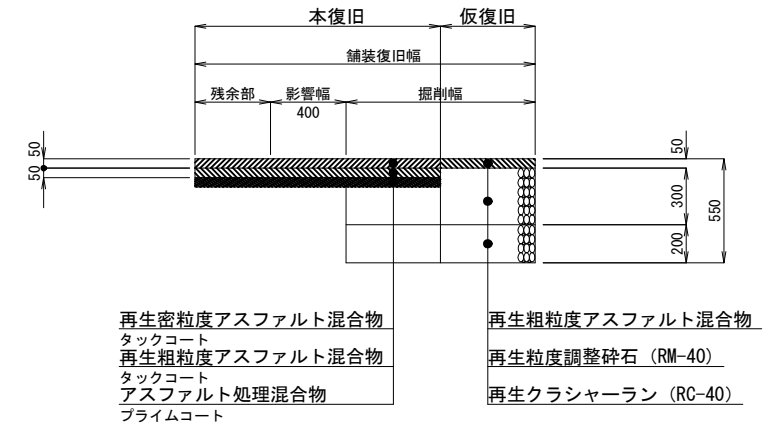 本復旧 仮復旧
舗装復旧幅
残余部 影響幅 掘削幅
400
50
50
50
300
200
550
再生密粒度アスファルト混合物
タックコート
再生粗粒度アスファルト混合物
タックコート
アスファルト処理混合物
プライムコート
再生粗粒度アスファルト混合物
再生粒度調整砕石（RM-40）
再生クラシャーラン（RC-40）